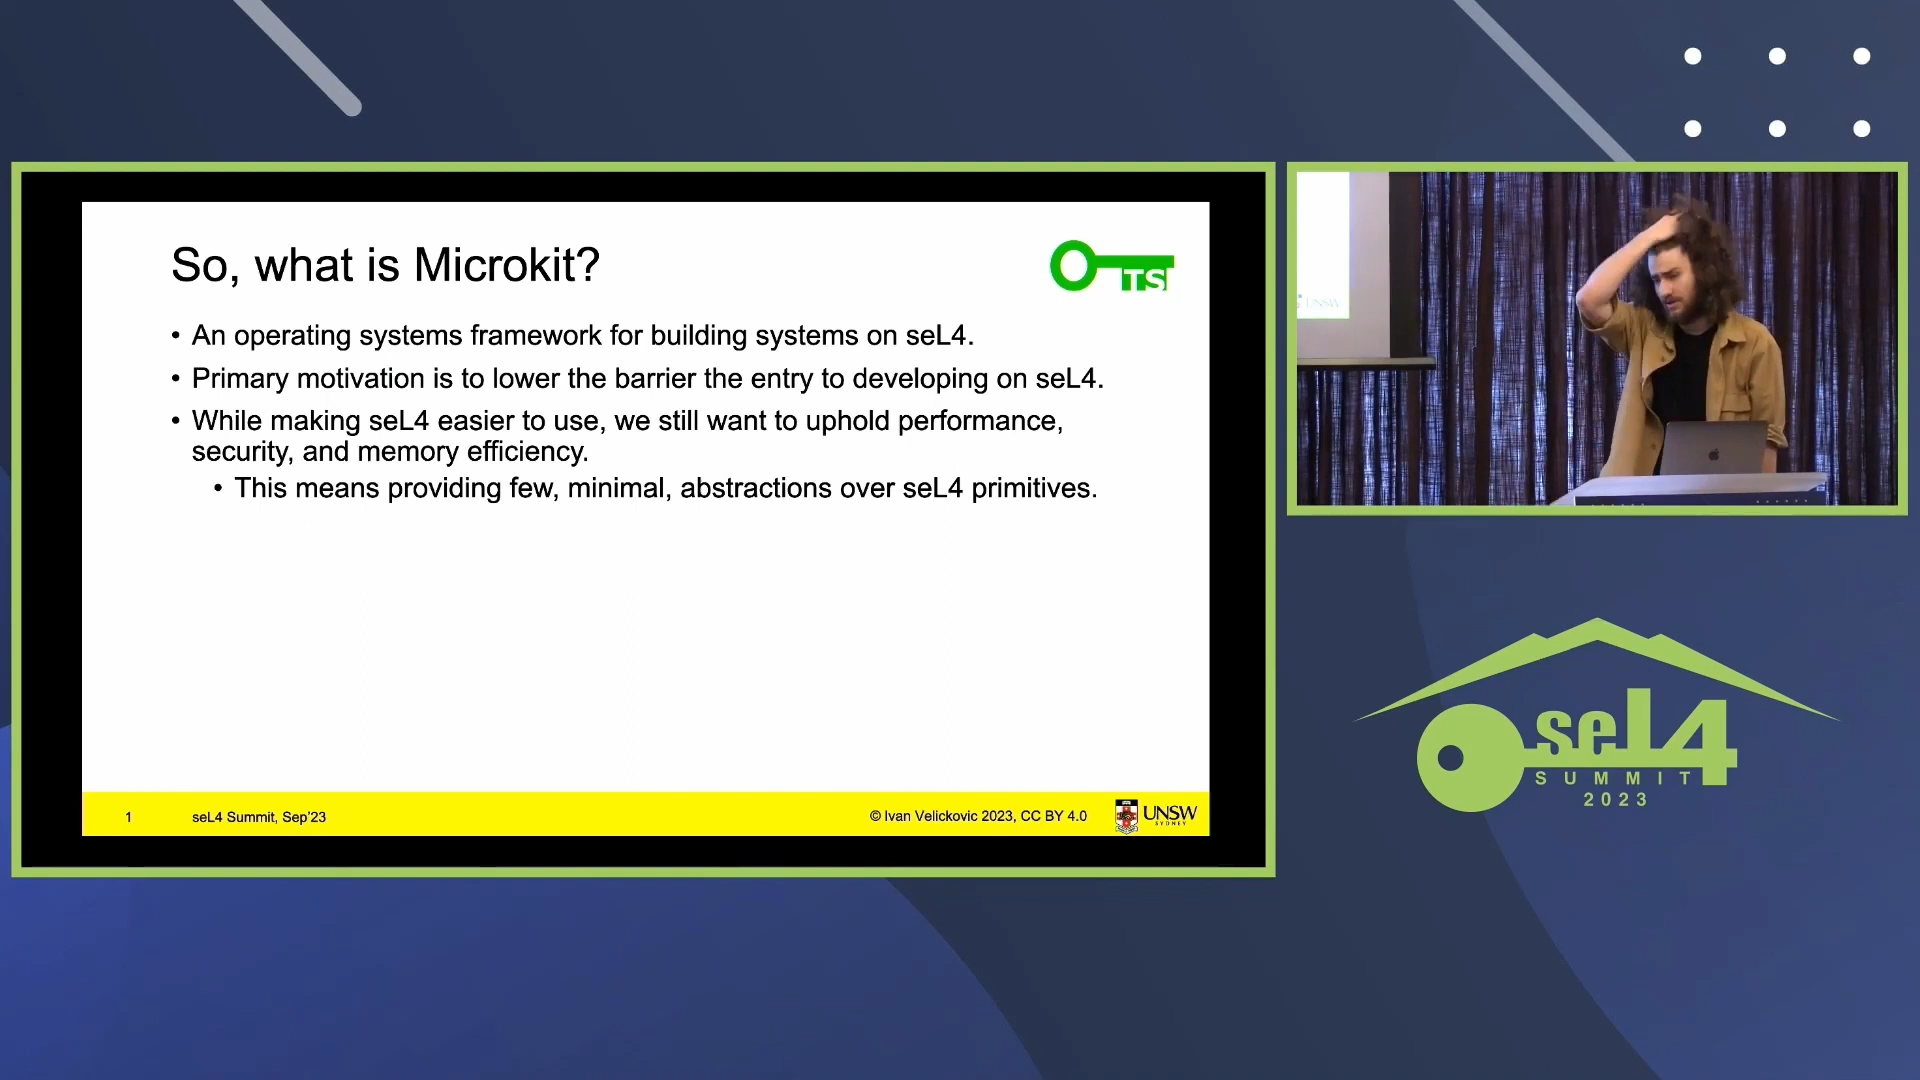 So, what is Microkit?
TS
• An operating systems framework for building systems on seL4.
• Primary motivation is to lower the barrier the entry to developing on seL4.
• While making seL4 easier to use, we still want to uphold performance,
security, and memory efficiency.
• This means providing few, minimal, abstractions over seL4 primitives.
1
seL4 Summit, Sep'23
© Ivan Velickovic 2023, CC BY 4.0
UNSW
SYDNEY
UNSW
seL4
SUMMIT
2023